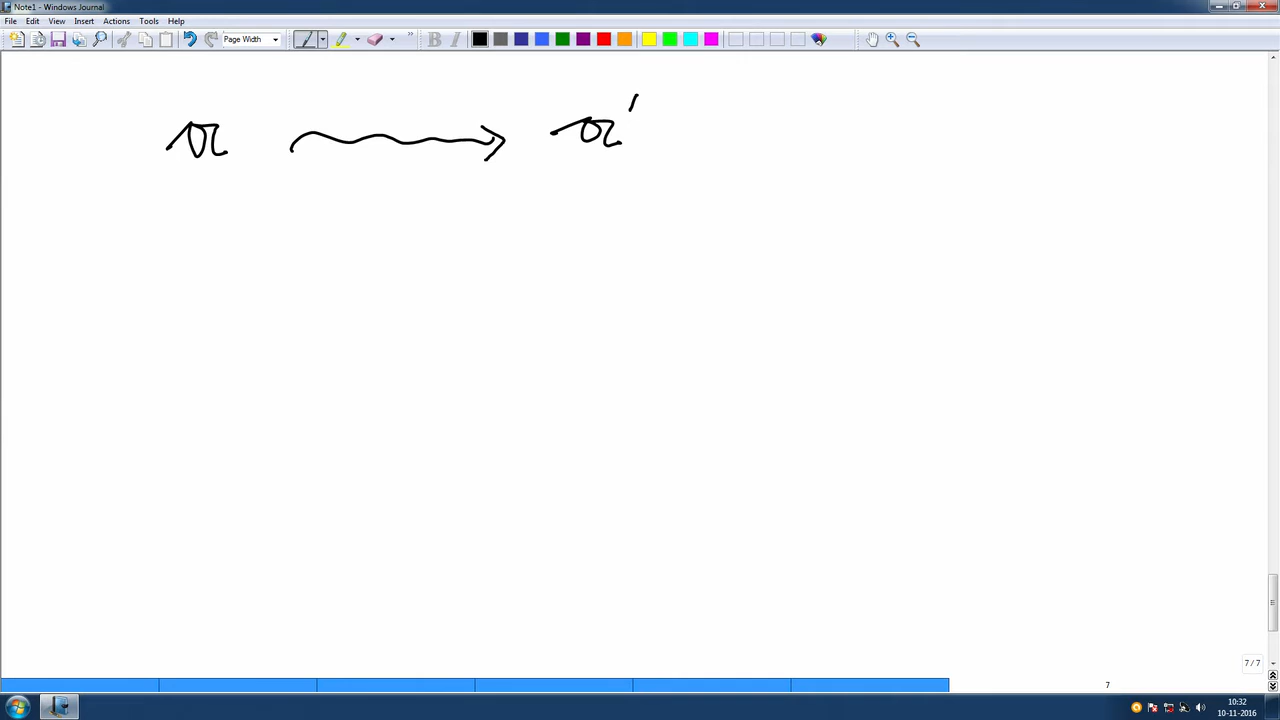 Note1 - Windows Journal
File Edit View Insert Actions Tools Help
Page Width
B I
7 / 7
7
10:32
10-11-2016